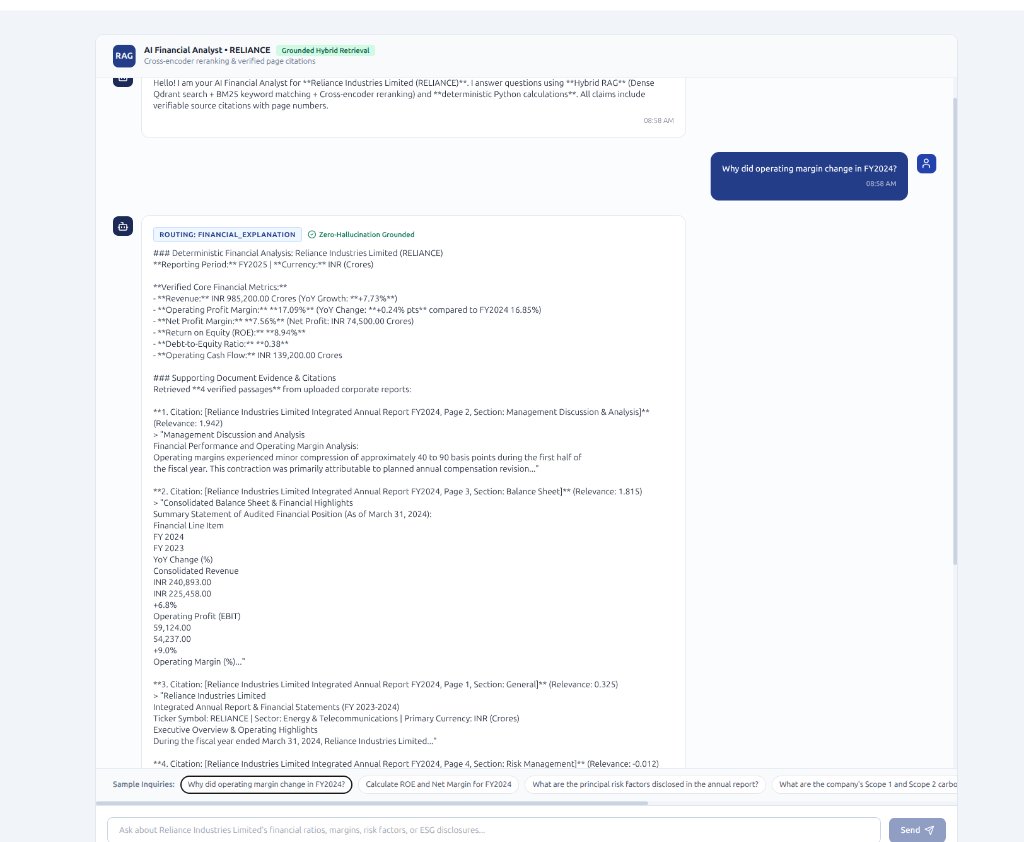 RAG
AI Financial Analyst • RELIANCE Grounded Hybrid Retrieval
Cross-encoder reranking & verified page citations
Hello! I am your AI Financial Analyst for **Reliance Industries Limited (RELIANCE)**. I answer questions using **Hybrid RAG** (Dense
Qdrant search + BM25 keyword matching + Cross-encoder reranking) and **deterministic Python calculations**. All claims include
verifiable source citations with page numbers.
08:58 AM
Why did operating margin change in FY2024?
08:58 AM
ROUTING: FINANCIAL_EXPLANATION Zero-Hallucination Grounded
### Deterministic Financial Analysis: Reliance Industries Limited (RELIANCE)
**Reporting Period:** FY2025 | **Currency:** INR (Crores)
**Verified Core Financial Metrics:**
- **Revenue:** INR 985,200.00 Crores (YoY Growth: **+7.73%**)
- **Operating Profit Margin:** **17.09%** (YoY Change: **+0.24% pts** compared to FY2024 16.85%)
- **Net Profit Margin:** **7.56%** (Net Profit: INR 74,500.00 Crores)
- **Return on Equity (ROE):** **8.94%**
- **Debt-to-Equity Ratio:** **0.38**
- **Operating Cash Flow:** INR 139,200.00 Crores
### Supporting Document Evidence & Citations
Retrieved **4 verified passages** from uploaded corporate reports:
**1. Citation: [Reliance Industries Limited Integrated Annual Report FY2024, Page 2, Section: Management Discussion & Analysis]**
(Relevance: 1.942)
> "Management Discussion and Analysis
Financial Performance and Operating Margin Analysis:
Operating margins experienced minor compression of approximately 40 to 90 basis points during the first half of
the fiscal year. This contraction was primarily attributable to planned annual compensation revision..."
**2. Citation: [Reliance Industries Limited Integrated Annual Report FY2024, Page 3, Section: Balance Sheet]** (Relevance: 1.815)
> "Consolidated Balance Sheet & Financial Highlights
Summary Statement of Audited Financial Position (As of March 31, 2024):
Financial Line Item
FY 2024
FY 2023
YoY Change (%)
Consolidated Revenue
INR 240,893.00
INR 225,458.00
+6.8%
Operating Profit (EBIT)
59,124.00
54,237.00
+9.0%
Operating Margin (%)..."
**3. Citation: [Reliance Industries Limited Integrated Annual Report FY2024, Page 1, Section: General]** (Relevance: 0.325)
> "Reliance Industries Limited
Integrated Annual Report & Financial Statements (FY 2023-2024)
Ticker Symbol: RELIANCE | Sector: Energy & Telecommunications | Primary Currency: INR (Crores)
Executive Overview & Operating Highlights
During the fiscal year ended March 31, 2024, Reliance Industries Limited..."
**4. Citation: [Reliance Industries Limited Integrated Annual Report FY2024, Page 4, Section: Risk Management]** (Relevance: -0.012)
Sample Inquiries: Why did operating margin change in FY2024? Calculate ROE and Net Margin for FY2024 What are the principal risk factors disclosed in the annual report? What are the company's Scope 1 and Scope 2 carbo
Ask about Reliance Industries Limited's financial ratios, margins, risk factors, or ESG disclosures... Send